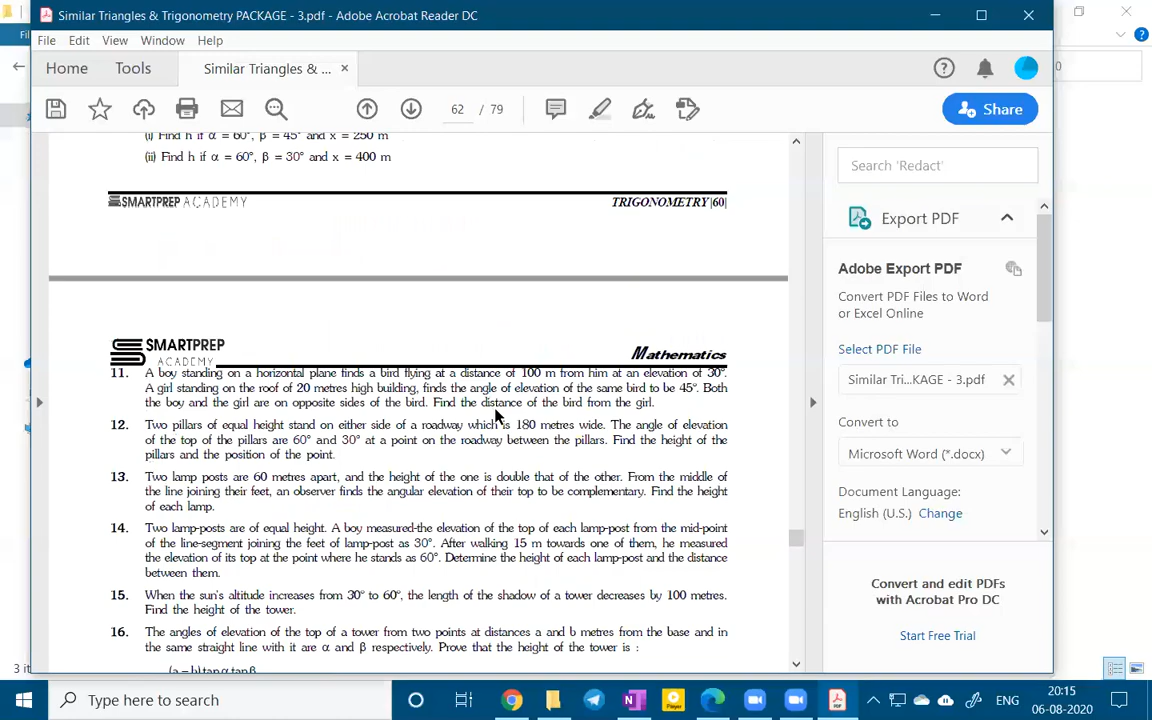 Similar Triangles & Trigonometry PACKAGE - 3.pdf - Adobe Acrobat Reader DC
File Edit View Window Help
Home Tools Similar Triangles & ... ×
62 / 79
Share
(i) Find h if α = 60°, β = 45° and x = 250 m
(ii) Find h if α = 60°, β = 30° and x = 400 m
SMARTPREP ACADEMY TRIGONOMETRY |60|
SMARTPREP
ACADEMY
Mathematics
11. A boy standing on a horizontal plane finds a bird flying at a distance of 100 m from him at an elevation of 30°.
A girl standing on the roof of 20 metres high building, finds the angle of elevation of the same bird to be 45°. Both
the boy and the girl are on opposite sides of the bird. Find the distance of the bird from the girl.
12. Two pillars of equal height stand on either side of a roadway which is 180 metres wide. The angle of elevation
of the top of the pillars are 60° and 30° at a point on the roadway between the pillars. Find the height of the
pillars and the position of the point.
13. Two lamp posts are 60 metres apart, and the height of the one is double that of the other. From the middle of
the line joining their feet, an observer finds the angular elevation of their top to be complementary. Find the height
of each lamp.
14. Two lamp-posts are of equal height. A boy measured-the elevation of the top of each lamp-post from the mid-point
of the line-segment joining the feet of lamp-post as 30°. After walking 15 m towards one of them, he measured
the elevation of its top at the point where he stands as 60°. Determine the height of each lamp-post and the distance
between them.
15. When the sun's altitude increases from 30° to 60°, the length of the shadow of a tower decreases by 100 metres.
Find the height of the tower.
16. The angles of elevation of the top of a tower from two points at distances a and b metres from the base and in
the same straight line with it are α and β respectively. Prove that the height of the tower is :
(a – b) tan α tan β
Search 'Redact'
Export PDF
Adobe Export PDF
Convert PDF Files to Word
or Excel Online
Select PDF File
Similar Tri...KAGE - 3.pdf
Convert to
Microsoft Word (*.docx)
Document Language:
English (U.S.) Change
Convert and edit PDFs
with Acrobat Pro DC
Start Free Trial
Fil
3 it
0
Type here to search
Player
ENG
20:15
06-08-2020